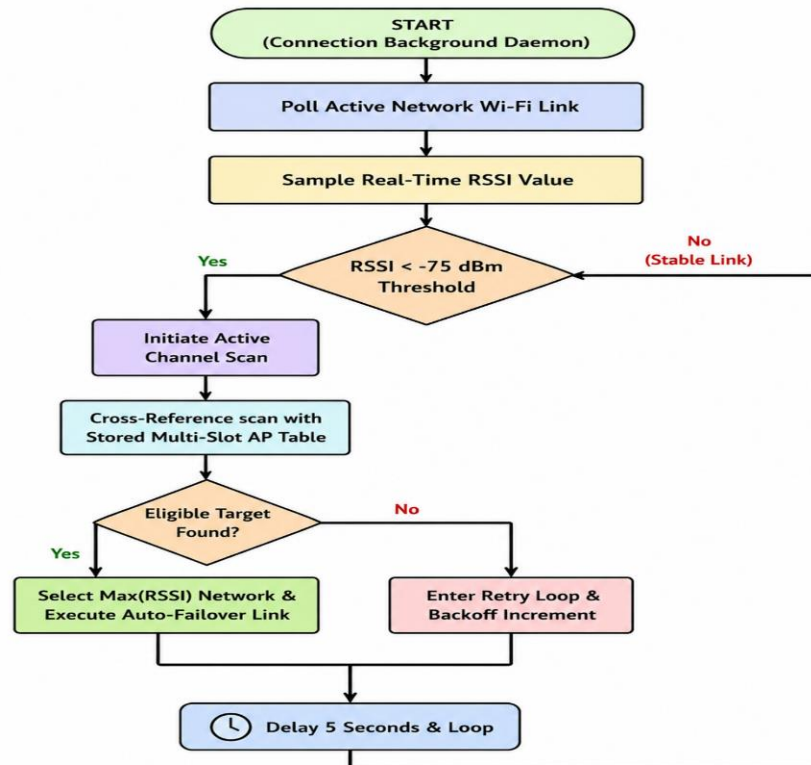 START
(Connection Background Daemon)
Poll Active Network Wi-Fi Link
Sample Real-Time RSSI Value
RSSI < -75 dBm
Threshold
Yes
No
(Stable Link)
Initiate Active
Channel Scan
Cross-Reference scan with
Stored Multi-Slot AP Table
Eligible Target
Found?
Yes
No
Select Max(RSSI) Network &
Execute Auto-Failover Link
Enter Retry Loop &
Backoff Increment
Delay 5 Seconds & Loop